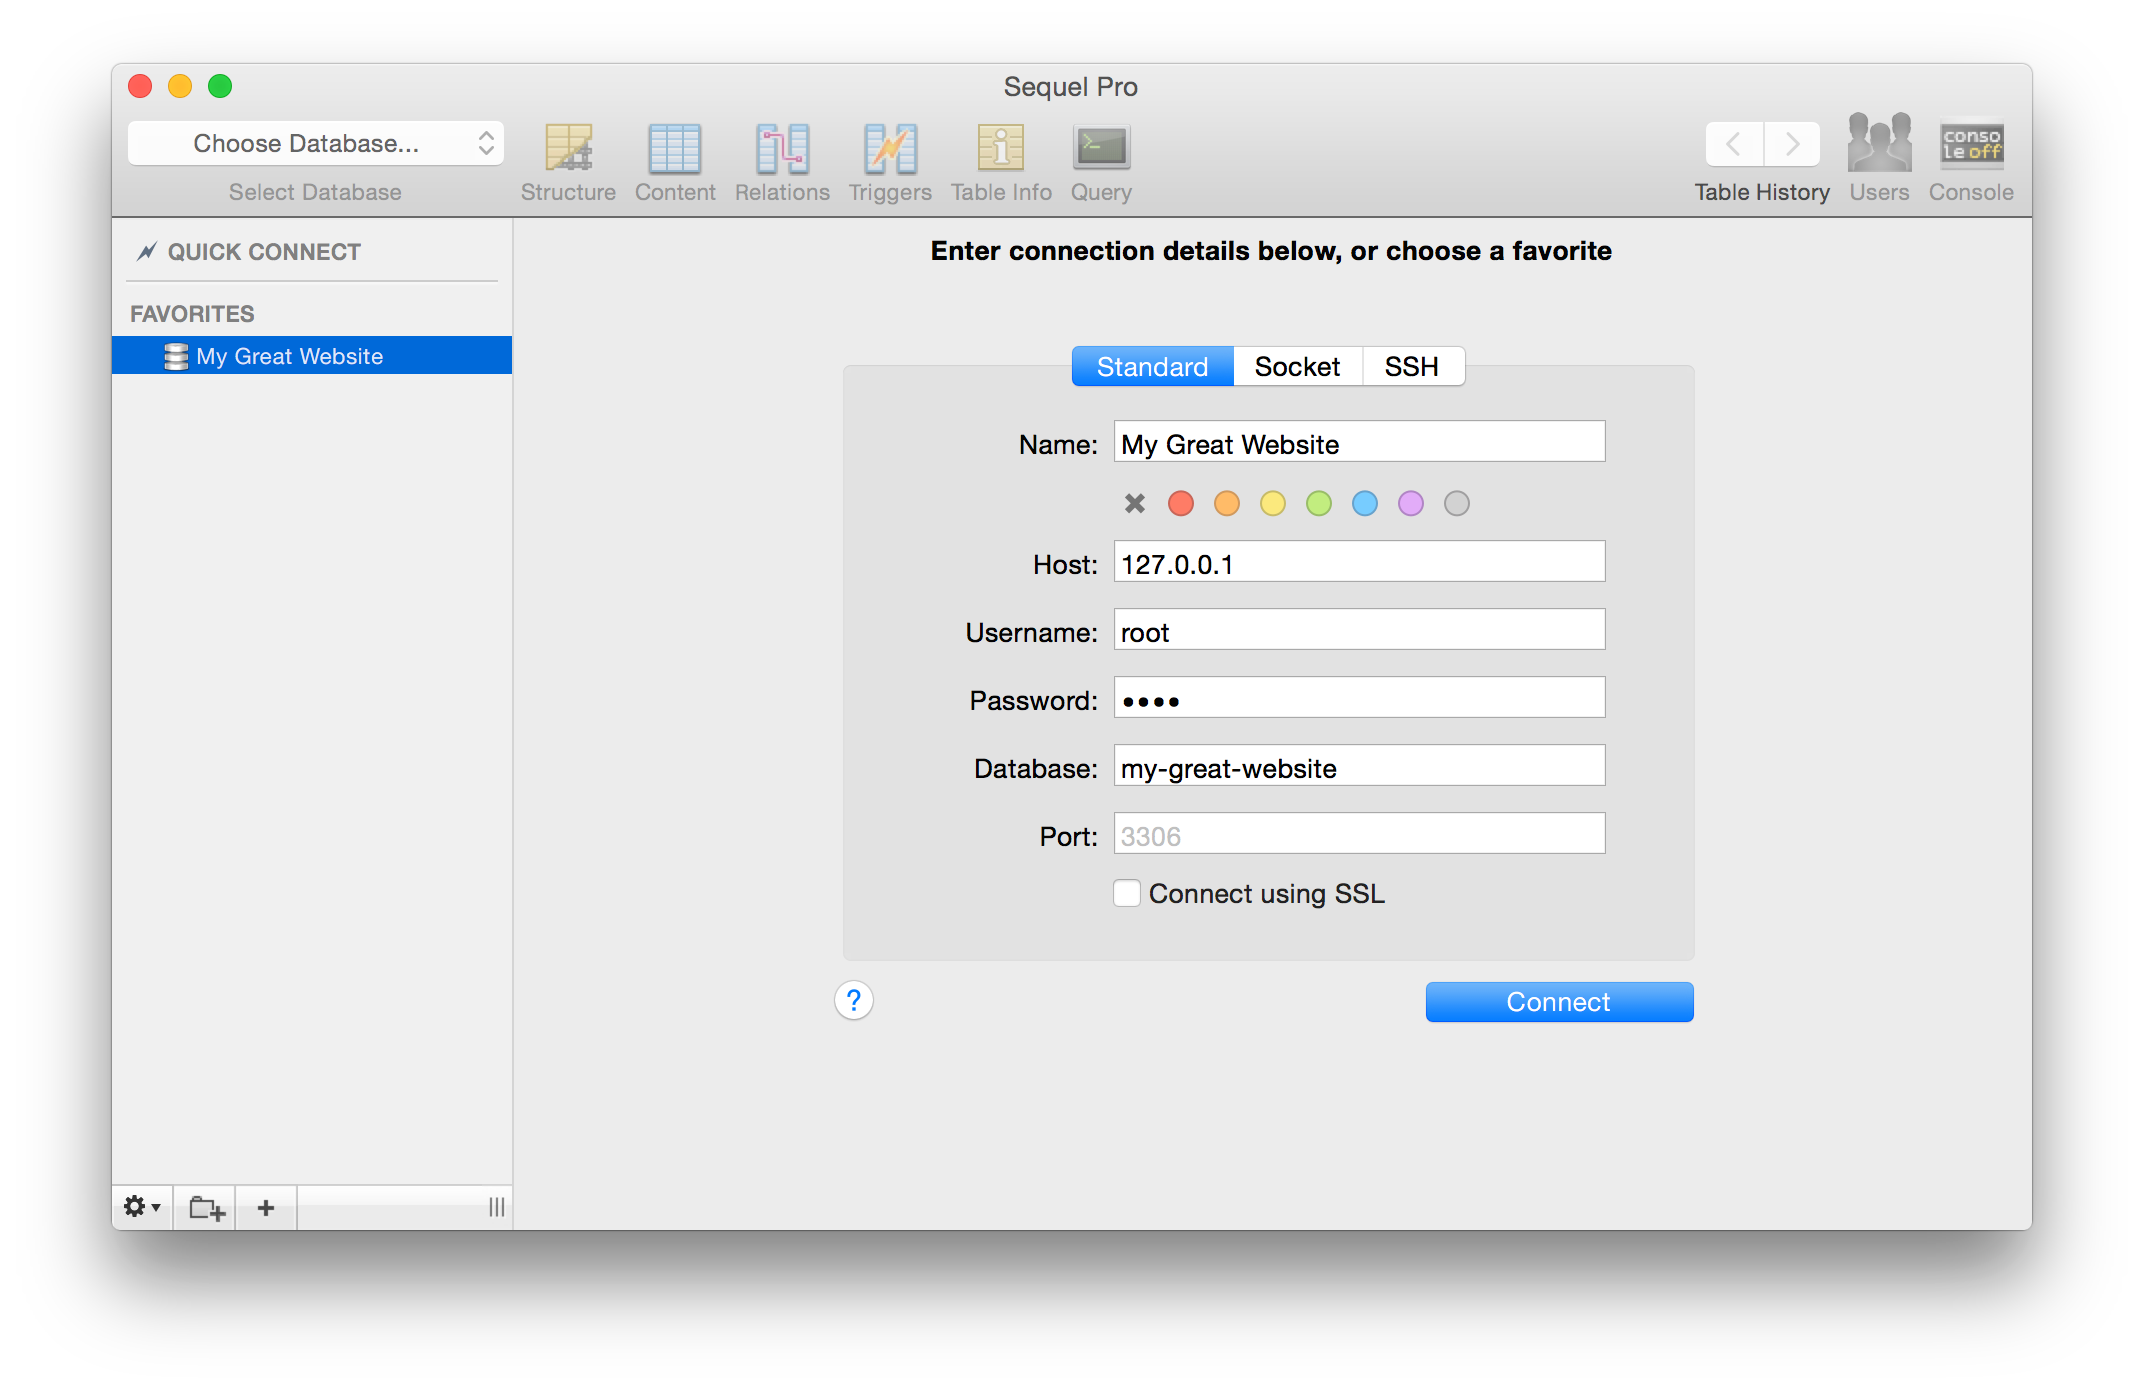 Sequel Pro
Choose Database...
Select Database
Structure
Content
Relations
Triggers
Table Info
Query
Table History
Users
conso
le off
Console
QUICK CONNECT
FAVORITES
My Great Website
Enter connection details below, or choose a favorite
Standard
Socket
SSH
Name: My Great Website
Host: 127.0.0.1
Username: root
Password: ••••
Database: my-great-website
Port: 3306
Connect using SSL
?
Connect